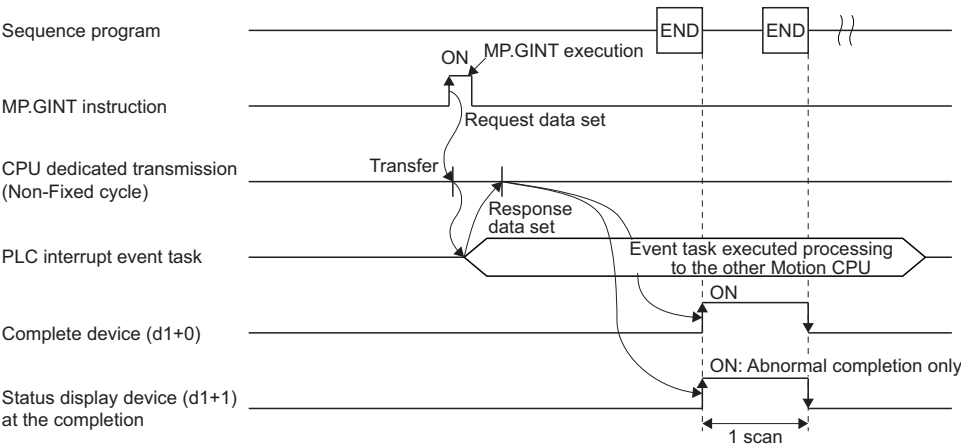 Sequence program
END
END
ON
MP.GINT execution
MP.GINT instruction
Request data set
CPU dedicated transmission
(Non-Fixed cycle)
Transfer
Response
data set
PLC interrupt event task
Event task executed processing
to the other Motion CPU
ON
Complete device (d1+0)
ON: Abnormal completion only
Status display device (d1+1)
at the completion
1 scan